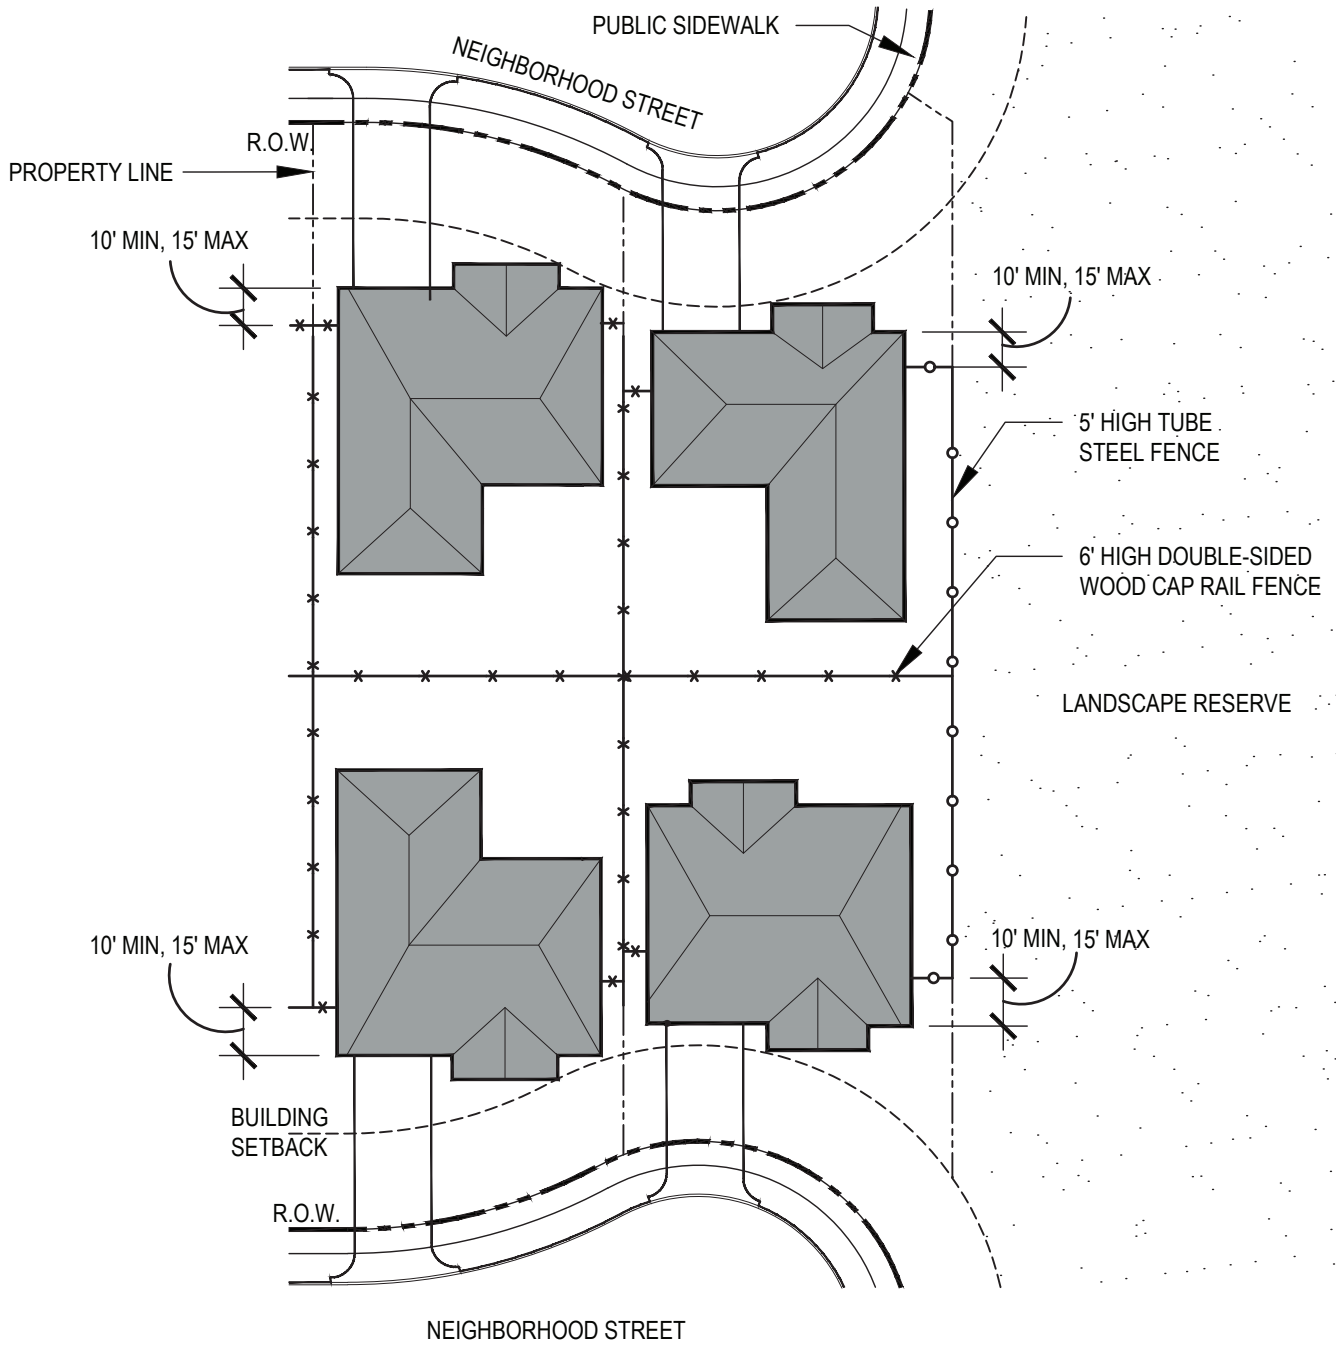 PUBLIC SIDEWALK
NEIGHBORHOOD STREET
R.O.W.
PROPERTY LINE
10' MIN, 15' MAX
10' MIN, 15' MAX
5' HIGH TUBE
STEEL FENCE
6' HIGH DOUBLE-SIDED
WOOD CAP RAIL FENCE
LANDSCAPE RESERVE
10' MIN, 15' MAX
10' MIN, 15' MAX
BUILDING
SETBACK
R.O.W.
NEIGHBORHOOD STREET